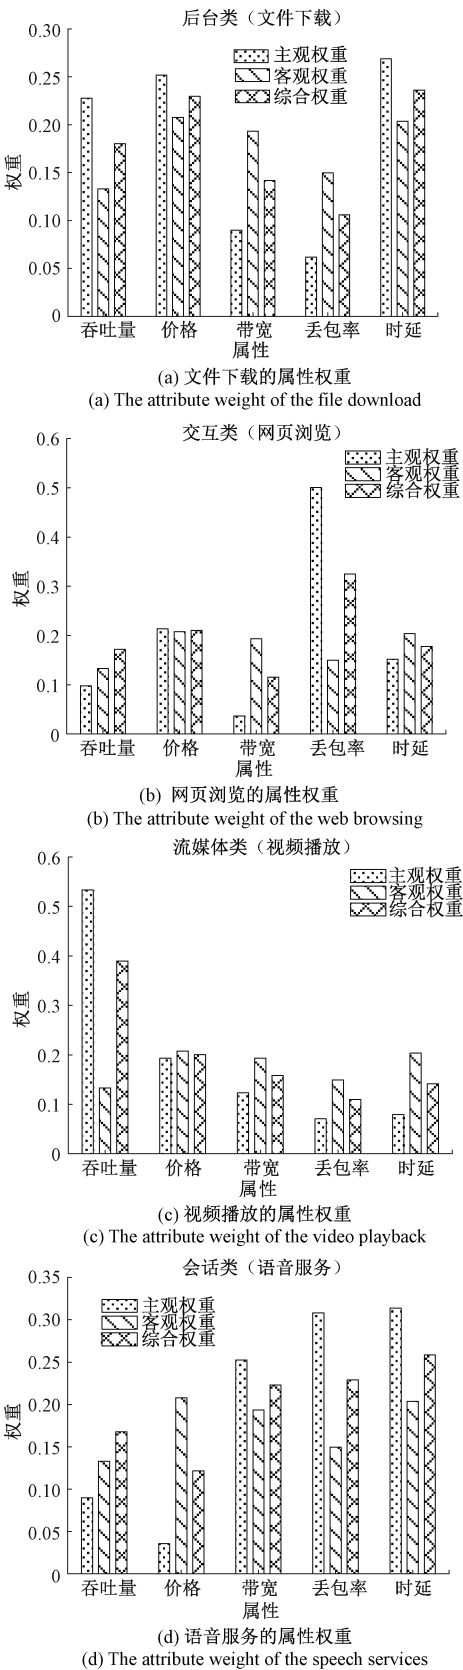 后台类（文件下载）
0.30
0.25
0.20
0.15
0.10
0.05
0
权重
主观权重
客观权重
综合权重
吞吐量 价格 带宽 丢包率 时延
属性
(a) 文件下载的属性权重
(a) The attribute weight of the file download
交互类（网页浏览）
0.6
0.5
0.4
0.3
0.2
0.1
0
权重
主观权重
客观权重
综合权重
吞吐量 价格 带宽 丢包率 时延
属性
(b) 网页浏览的属性权重
(b) The attribute weight of the web browsing
流媒体类（视频播放）
0.6
0.5
0.4
0.3
0.2
0.1
0
权重
主观权重
客观权重
综合权重
吞吐量 价格 带宽 丢包率 时延
属性
(c) 视频播放的属性权重
(c) The attribute weight of the video playback
会话类（语音服务）
0.35
0.30
0.25
0.20
0.15
0.10
0.05
0
权重
主观权重
客观权重
综合权重
吞吐量 价格 带宽 丢包率 时延
属性
(d) 语音服务的属性权重
(d) The attribute weight of the speech services